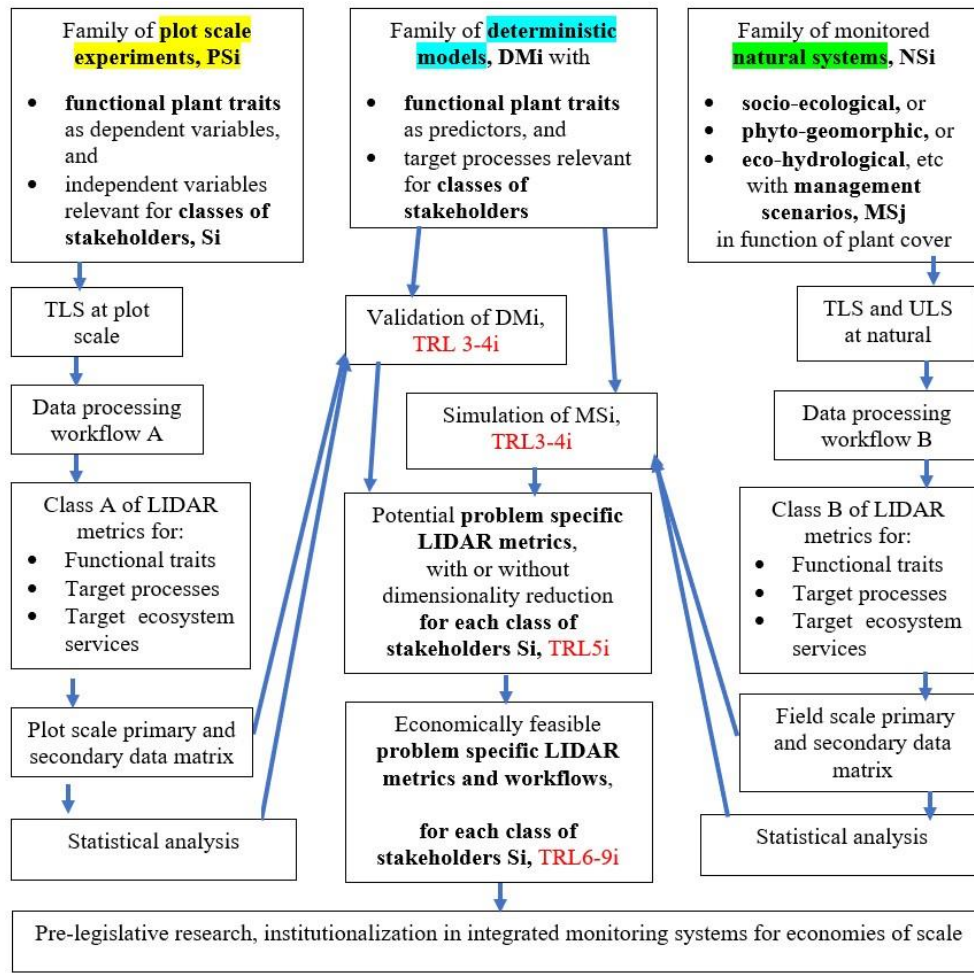 Family of plot scale
experiments, PSi
• functional plant traits
as dependent variables,
and
• independent variables
relevant for classes of
stakeholders, Si
TLS at plot
scale
Data processing
workflow A
Class A of LIDAR
metrics for:
• Functional traits
• Target processes
• Target ecosystem
services
Plot scale primary and
secondary data matrix
Statistical analysis
Family of deterministic
models, DMi with
• functional plant traits
as predictors, and
• target processes relevant
for classes of
stakeholders
Validation of DMi,
TRL 3-4i
Simulation of MSi,
TRL3-4i
Potential problem specific
LIDAR metrics,
with or without
dimensionality reduction
for each class of
stakeholders Si, TRL5i
Economically feasible
problem specific LIDAR
metrics and workflows,
for each class of
stakeholders Si, TRL6-9i
Family of monitored
natural systems, NSi
• socio-ecological, or
• phyto-geomorphic, or
• eco-hydrological, etc
with management
scenarios, MSj
in function of plant cover
TLS and ULS
at natural
Data processing
workflow B
Class B of LIDAR
metrics for:
• Functional traits
• Target processes
• Target ecosystem
services
Field scale primary
and secondary data
matrix
Statistical analysis
Pre-legislative research, institutionalization in integrated monitoring systems for economies of scale